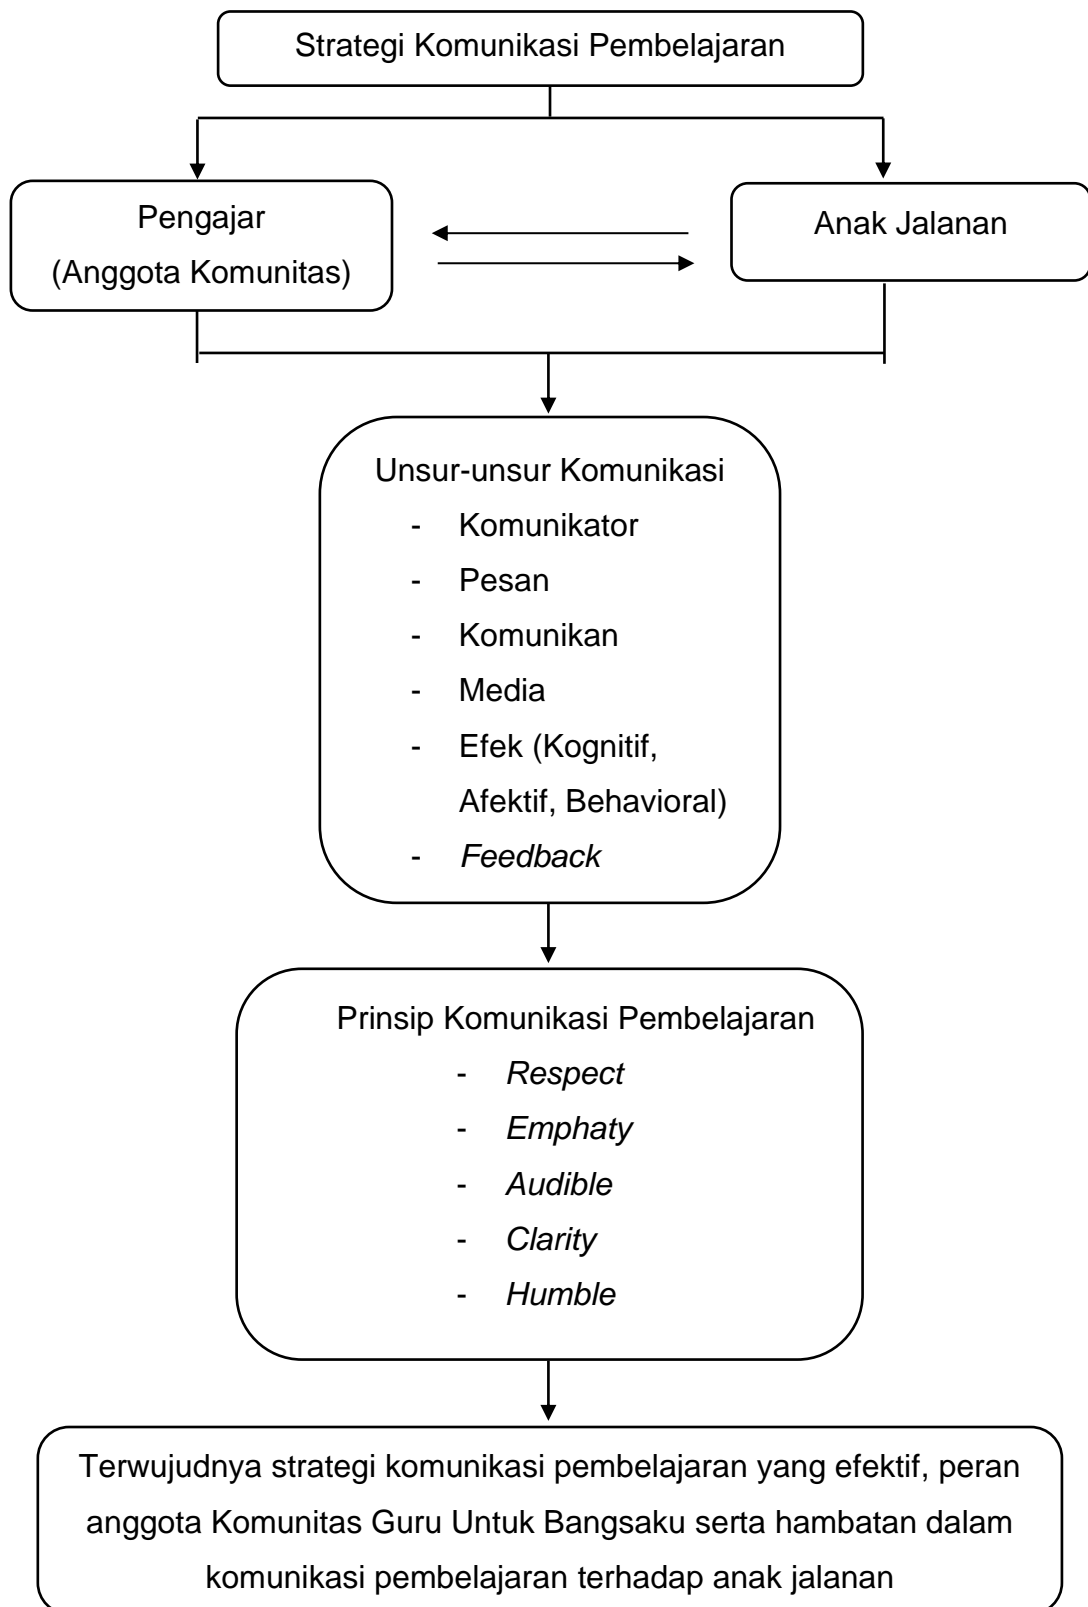 Strategi Komunikasi Pembelajaran
Pengajar
(Anggota Komunitas)
Anak Jalanan
Unsur-unsur Komunikasi
- Komunikator
- Pesan
- Komunikan
- Media
- Efek (Kognitif,
Afektif, Behavioral)
- Feedback
Prinsip Komunikasi Pembelajaran
- Respect
- Emphaty
- Audible
- Clarity
- Humble
Terwujudnya strategi komunikasi pembelajaran yang efektif, peran
anggota Komunitas Guru Untuk Bangsaku serta hambatan dalam
komunikasi pembelajaran terhadap anak jalanan